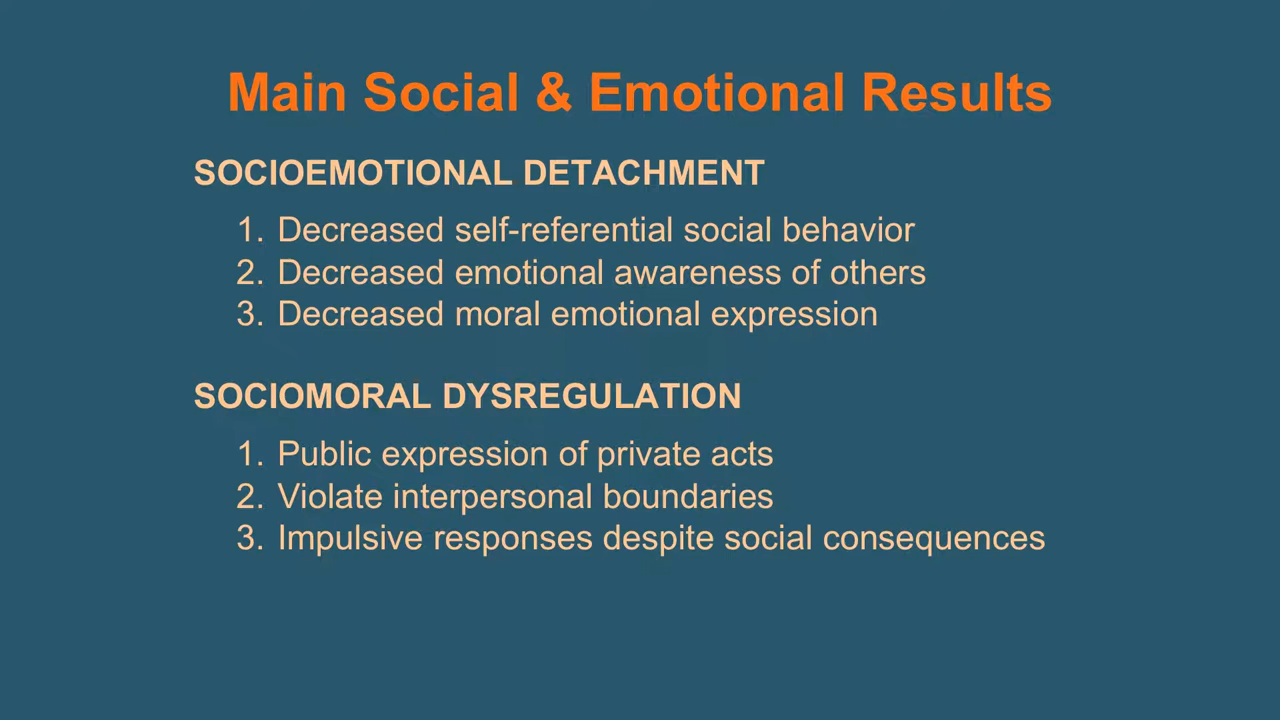 Main Social & Emotional Results
SOCIOEMOTIONAL DETACHMENT
1. Decreased self-referential social behavior
2. Decreased emotional awareness of others
3. Decreased moral emotional expression
SOCIOMORAL DYSREGULATION
1. Public expression of private acts
2. Violate interpersonal boundaries
3. Impulsive responses despite social consequences